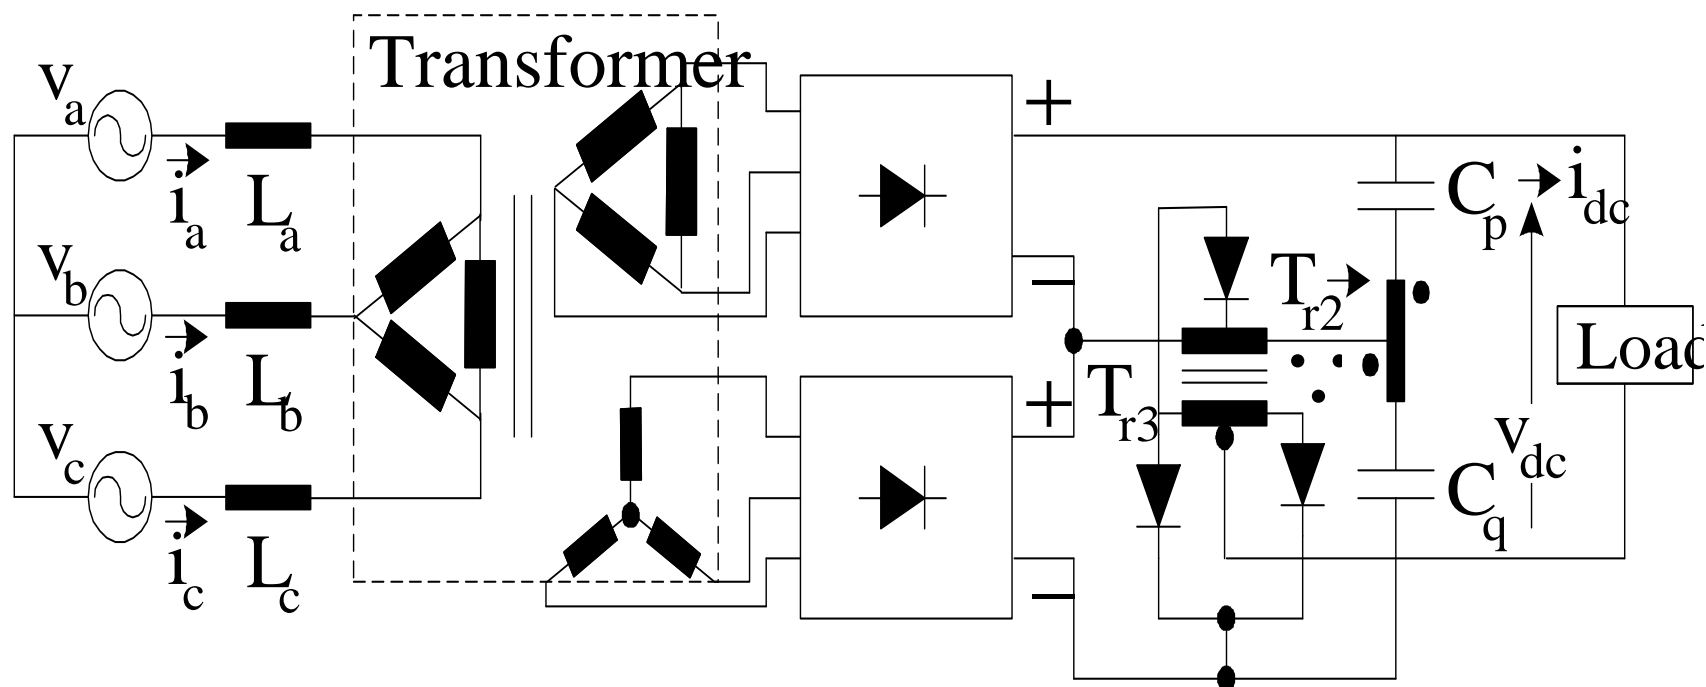 Transformer
v_a
i_a
L_a
v_b
i_b
L_b
v_c
i_c
L_c
+
−
+
−
T_r2
T_r3
C_p
i_dc
v_dc
C_q
Load